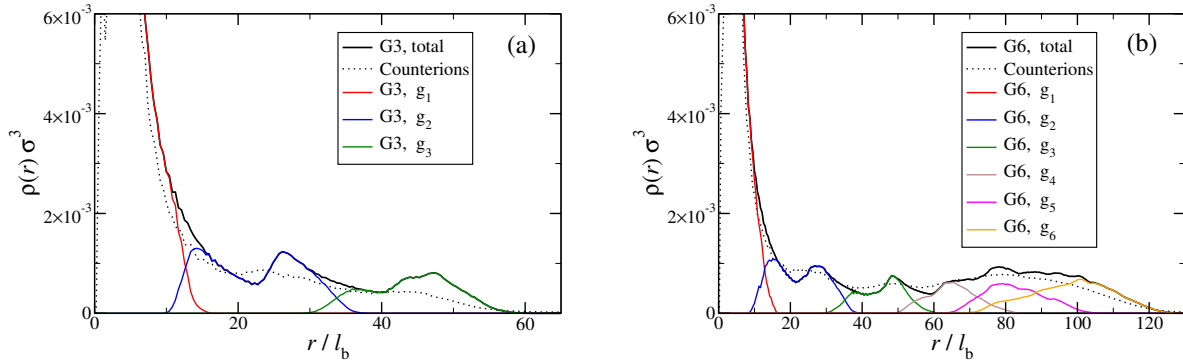 (a)
G3, total
Counterions
G3, g₁
G3, g₂
G3, g₃
ρ(r) σ³
6×10⁻³
4×10⁻³
2×10⁻³
0
0 20 40 60
r / l_b
(b)
G6, total
Counterions
G6, g₁
G6, g₂
G6, g₃
G6, g₄
G6, g₅
G6, g₆
ρ(r) σ³
6×10⁻³
4×10⁻³
2×10⁻³
0
0 20 40 60 80 100 120
r / l_b